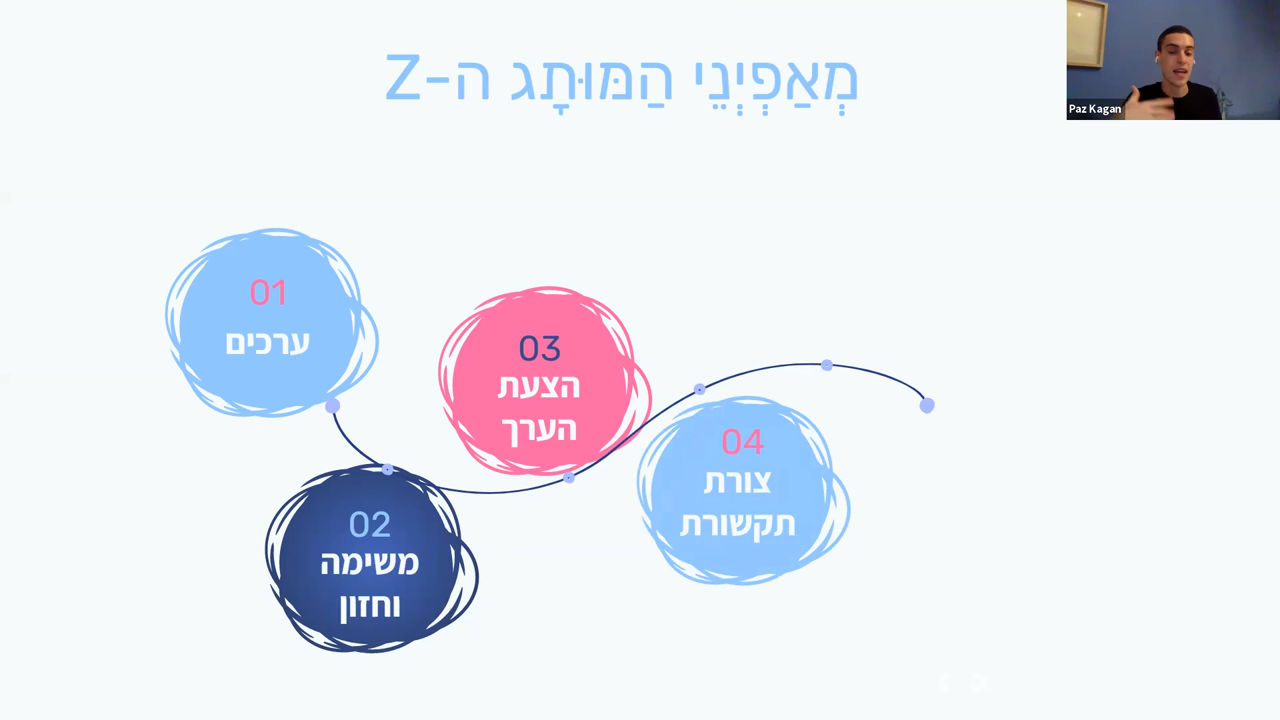 מְאַפְיְנֵי הַמּוּתָג ה-Z
Paz Kagan
01
ערכים
02
משימה
וחזון
03
הצעת
הערך
04
צורת
תקשורת